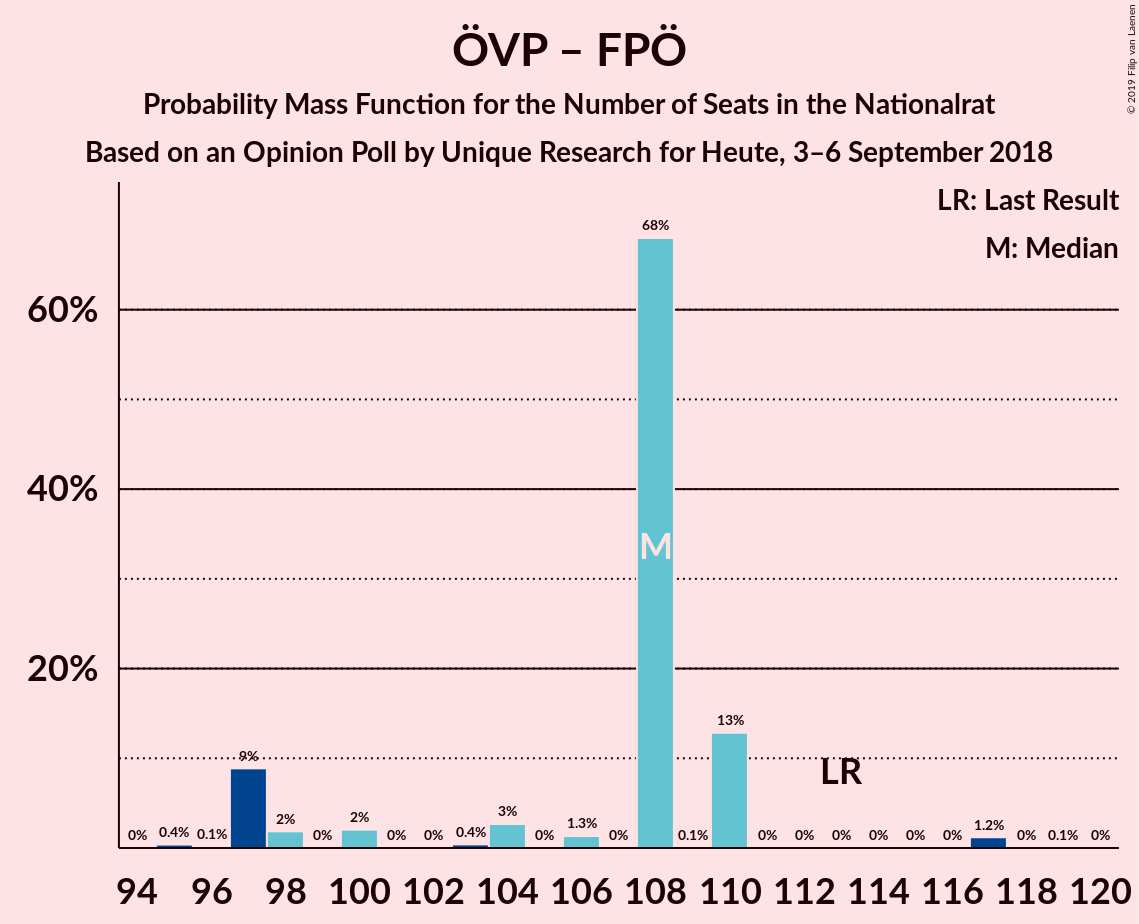 ÖVP – FPÖ
Probability Mass Function for the Number of Seats in the Nationalrat
Based on an Opinion Poll by Unique Research for Heute, 3–6 September 2018
© 2019 Filip van Laenen
LR: Last Result
M: Median
68%
60%
40%
M
20%
13%
LR
9%
0% 0.4% 0.1% 2% 0% 2% 0% 0% 0.4% 3% 0% 1.3% 0% 0.1% 0% 0% 0% 0% 0% 0% 1.2% 0% 0.1% 0%
94 96 98 100 102 104 106 108 110 112 114 116 118 120